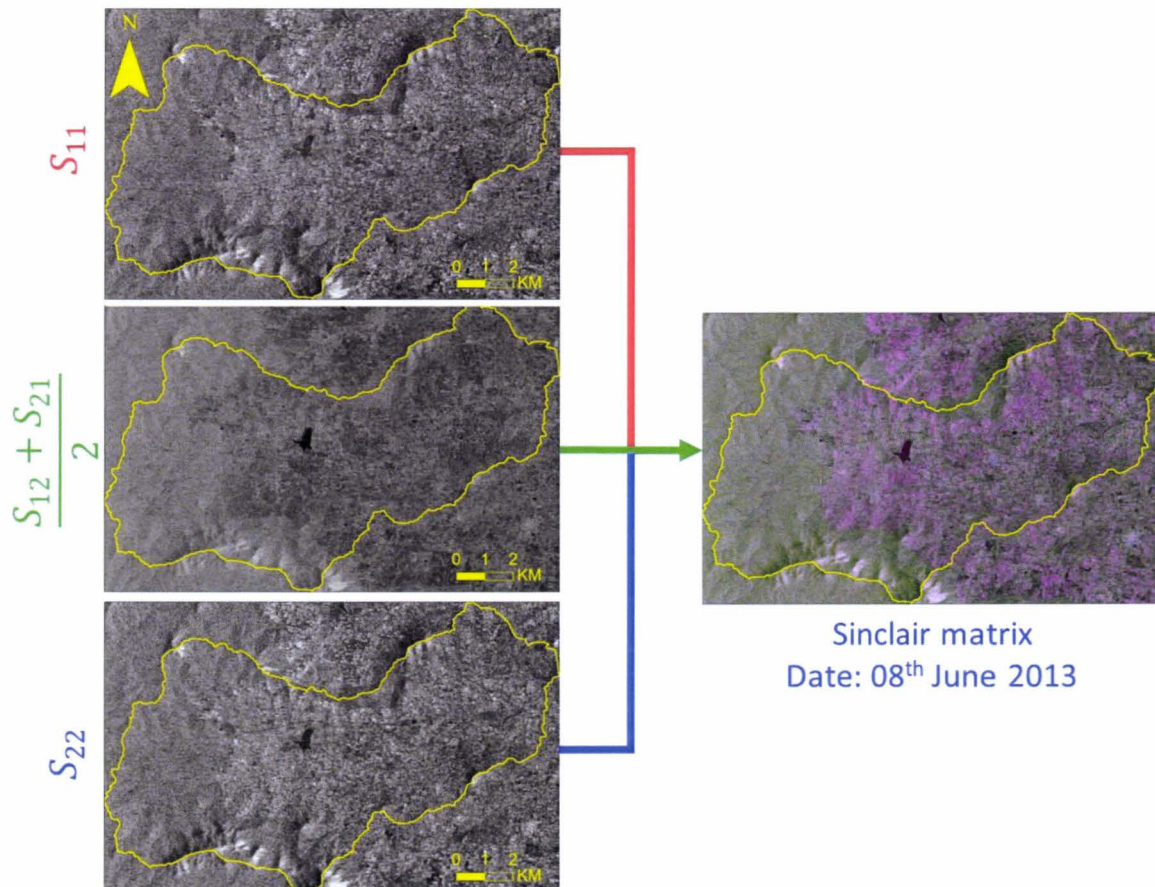 N
S₁₁
0 1 2
KM
S₁₂ + S₂₁
2
0 1 2
KM
S₂₂
0 1 2
KM
Sinclair matrix
Date: 08ᵗʰ June 2013